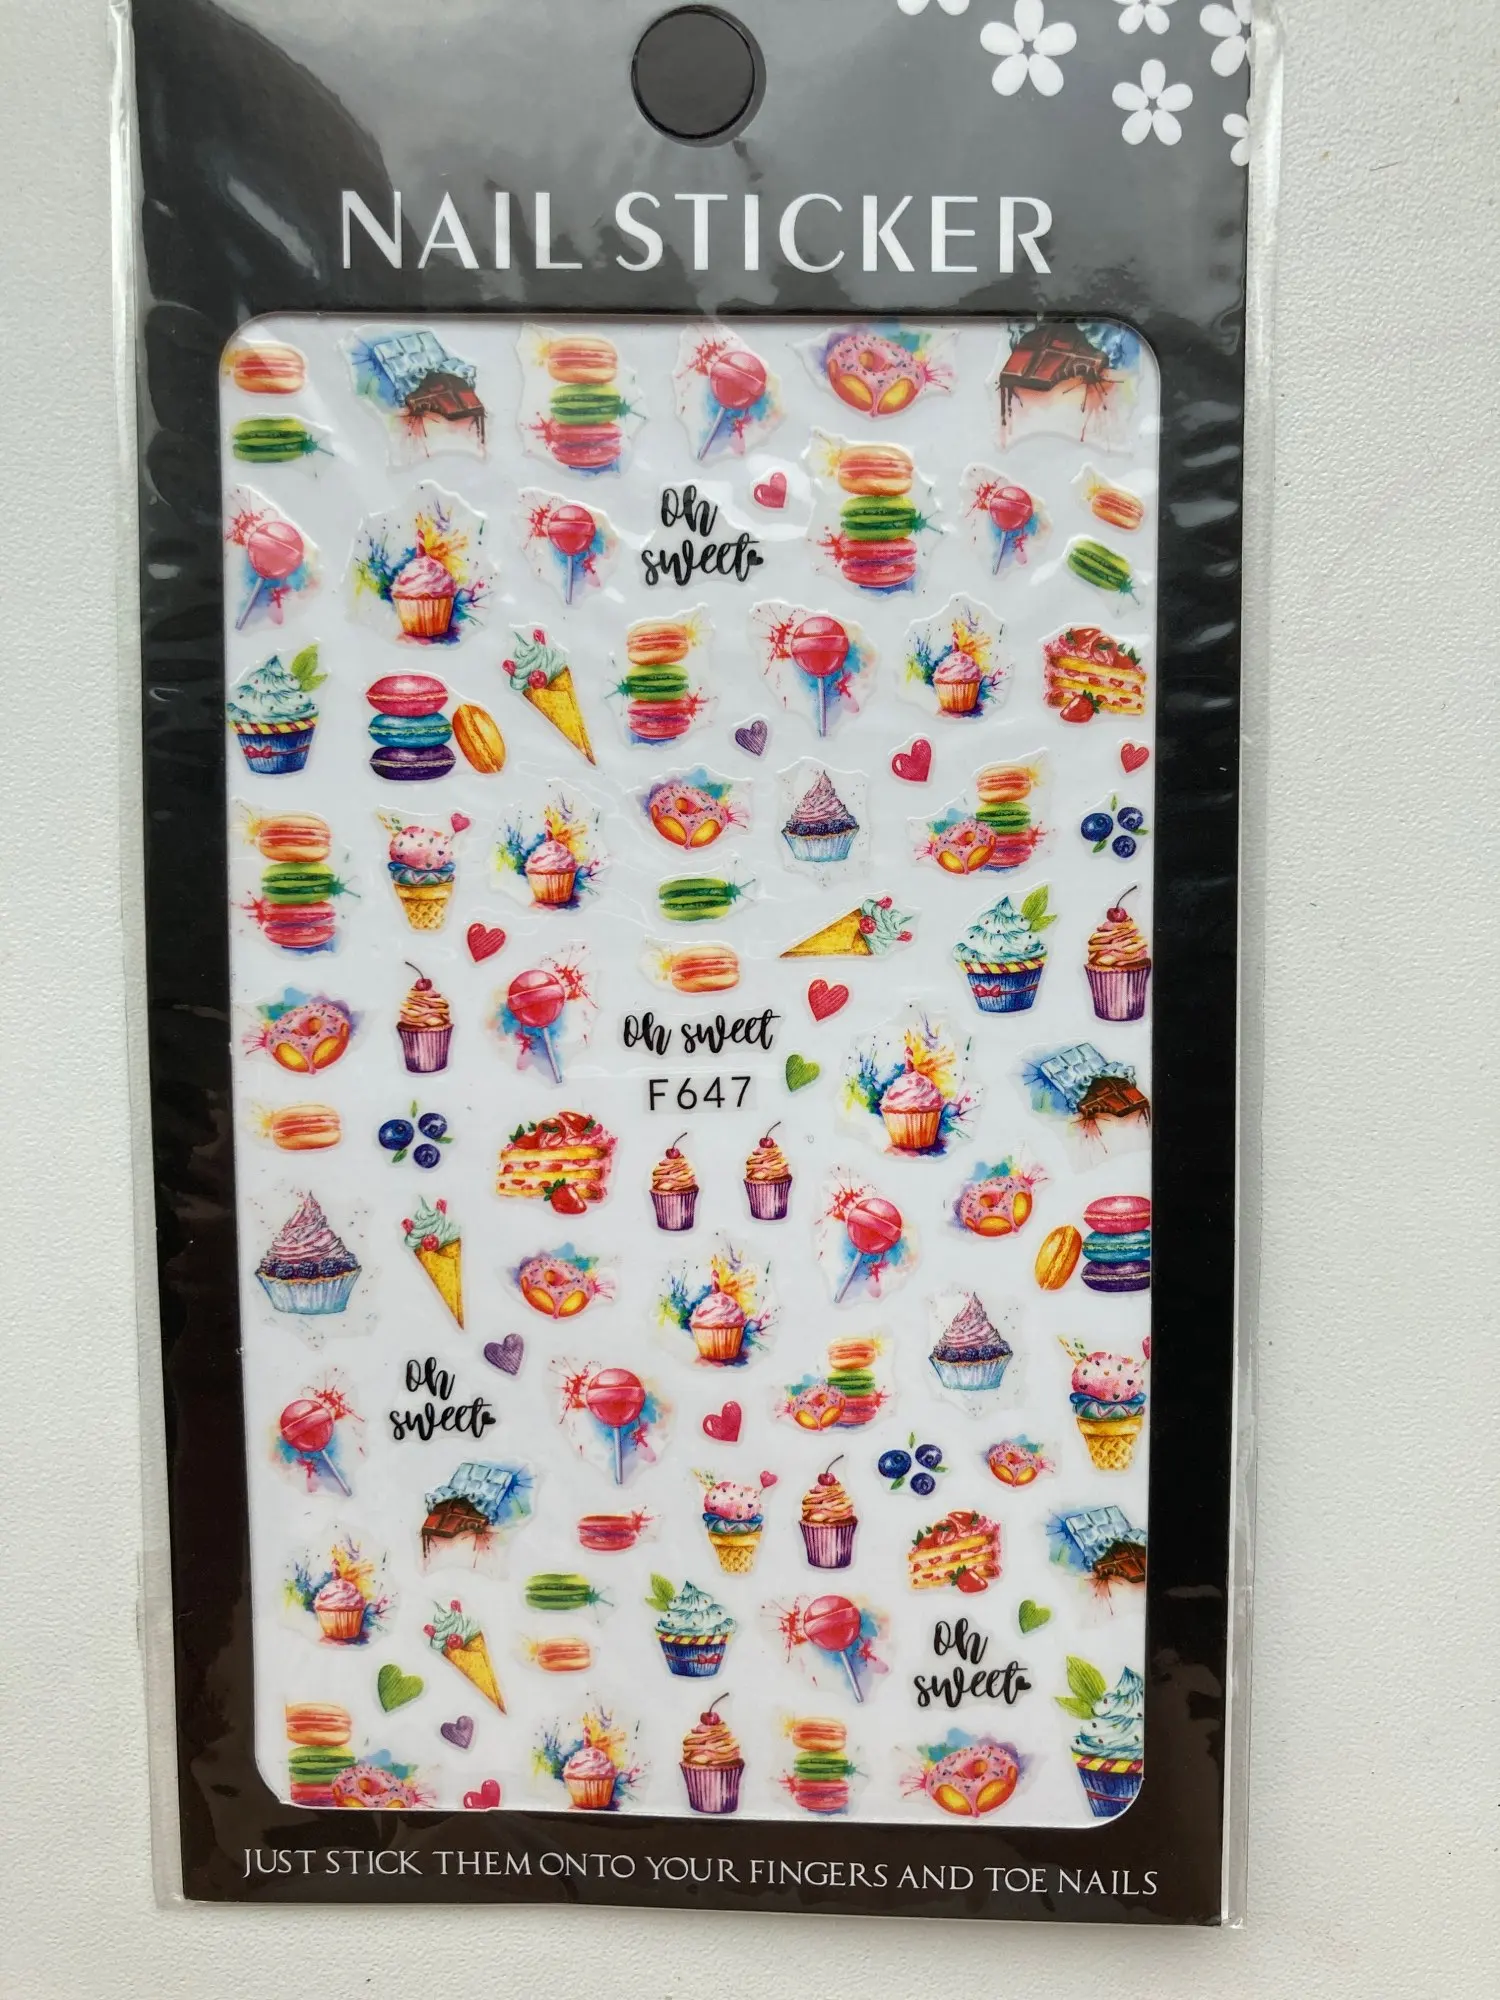 NAIL STICKER
oh
sweet
oh sweet
F647
oh
sweet
oh
sweet
JUST STICK THEM ONTO YOUR FINGERS AND TOE NAILS